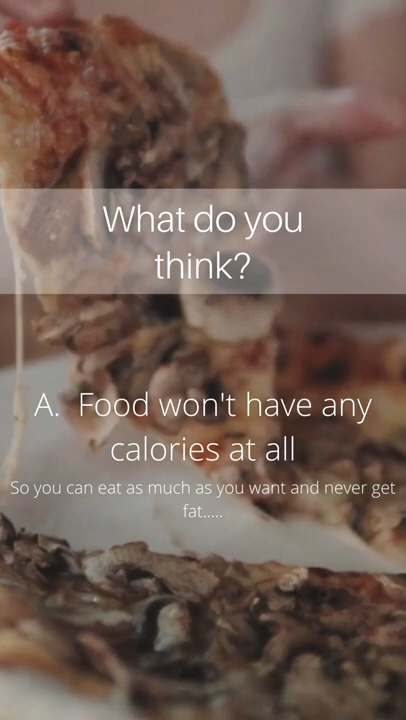 What do you
think?
A. Food won't have any
calories at all
So you can eat as much as you want and never get
fat.....